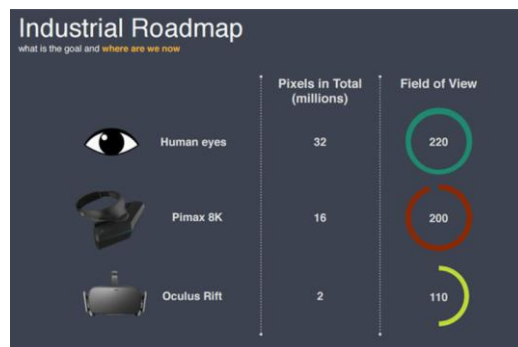 Industrial Roadmap
what is the goal and where are we now
Pixels in Total
(millions)
Field of View
Human eyes 32 220
Pimax 8K 16 200
Oculus Rift 2 110